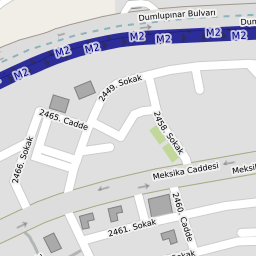 Dumlupınar Bulvarı
Dum
M2
M2
M2
M2
M2
M2
2449. Sokak
2465. Cadde
2458. Sokak
2466. Sokak
Meksika Caddesi
Meksi
2460. Cadde
2461. Sokak